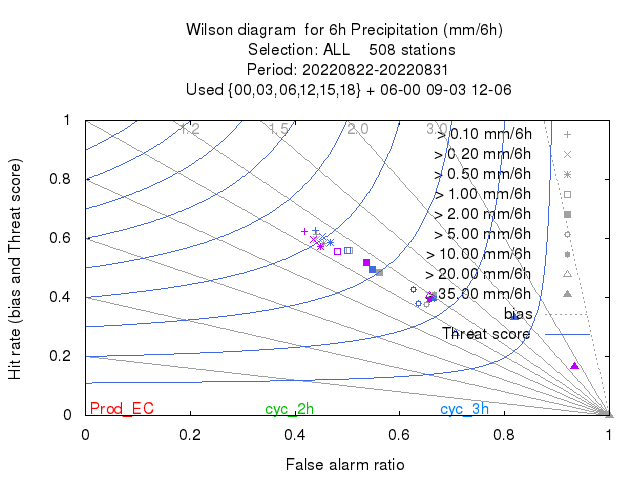 Wilson diagram  for 6h Precipitation (mm/6h)
Selection: ALL    508 stations
Period: 20220822-20220831
Used {00,03,06,12,15,18} + 06-00 09-03 12-06
1.2 1.5 2.0 3.0
> 0.10 mm/6h
> 0.20 mm/6h
> 0.50 mm/6h
> 1.00 mm/6h
> 2.00 mm/6h
> 5.00 mm/6h
> 10.00 mm/6h
> 20.00 mm/6h
> 35.00 mm/6h
bias
Threat score
Hit rate (bias and Threat score)
1
0.8
0.6
0.4
0.2
0
Prod_EC cyc_2h cyc_3h
0 0.2 0.4 0.6 0.8 1
False alarm ratio